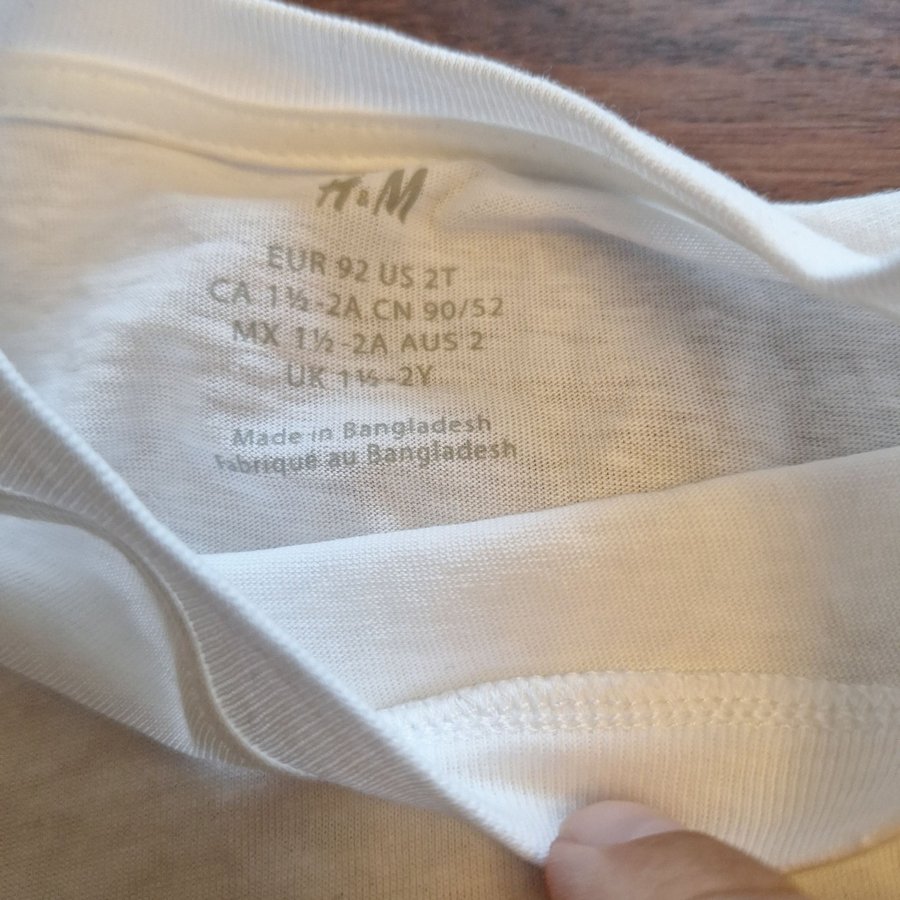 H&M
EUR 92 US 2T
CA 1½-2A CN 90/52
MX 1½-2A AUS 2
UK 1½-2Y
Made in Bangladesh
Fabriqué au Bangladesh